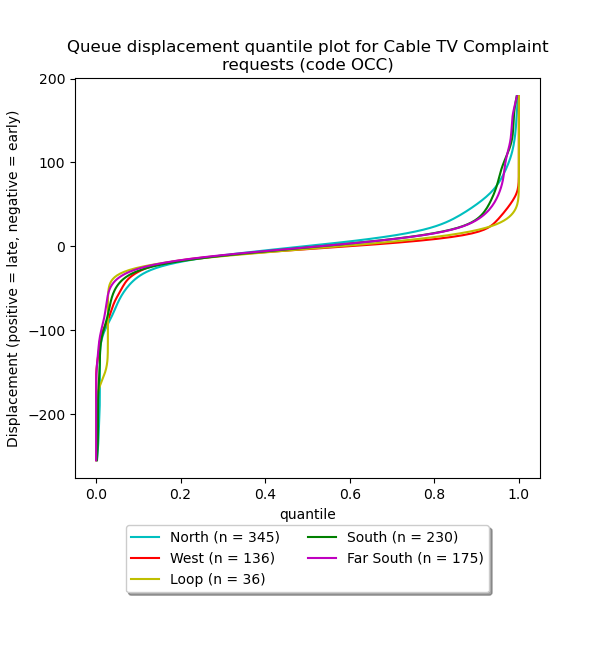 Queue displacement quantile plot for Cable TV Complaint
requests (code OCC)
Displacement (positive = late, negative = early)
200
100
0
−100
−200
0.0 0.2 0.4 0.6 0.8 1.0
quantile
North (n = 345) South (n = 230)
West (n = 136) Far South (n = 175)
Loop (n = 36)